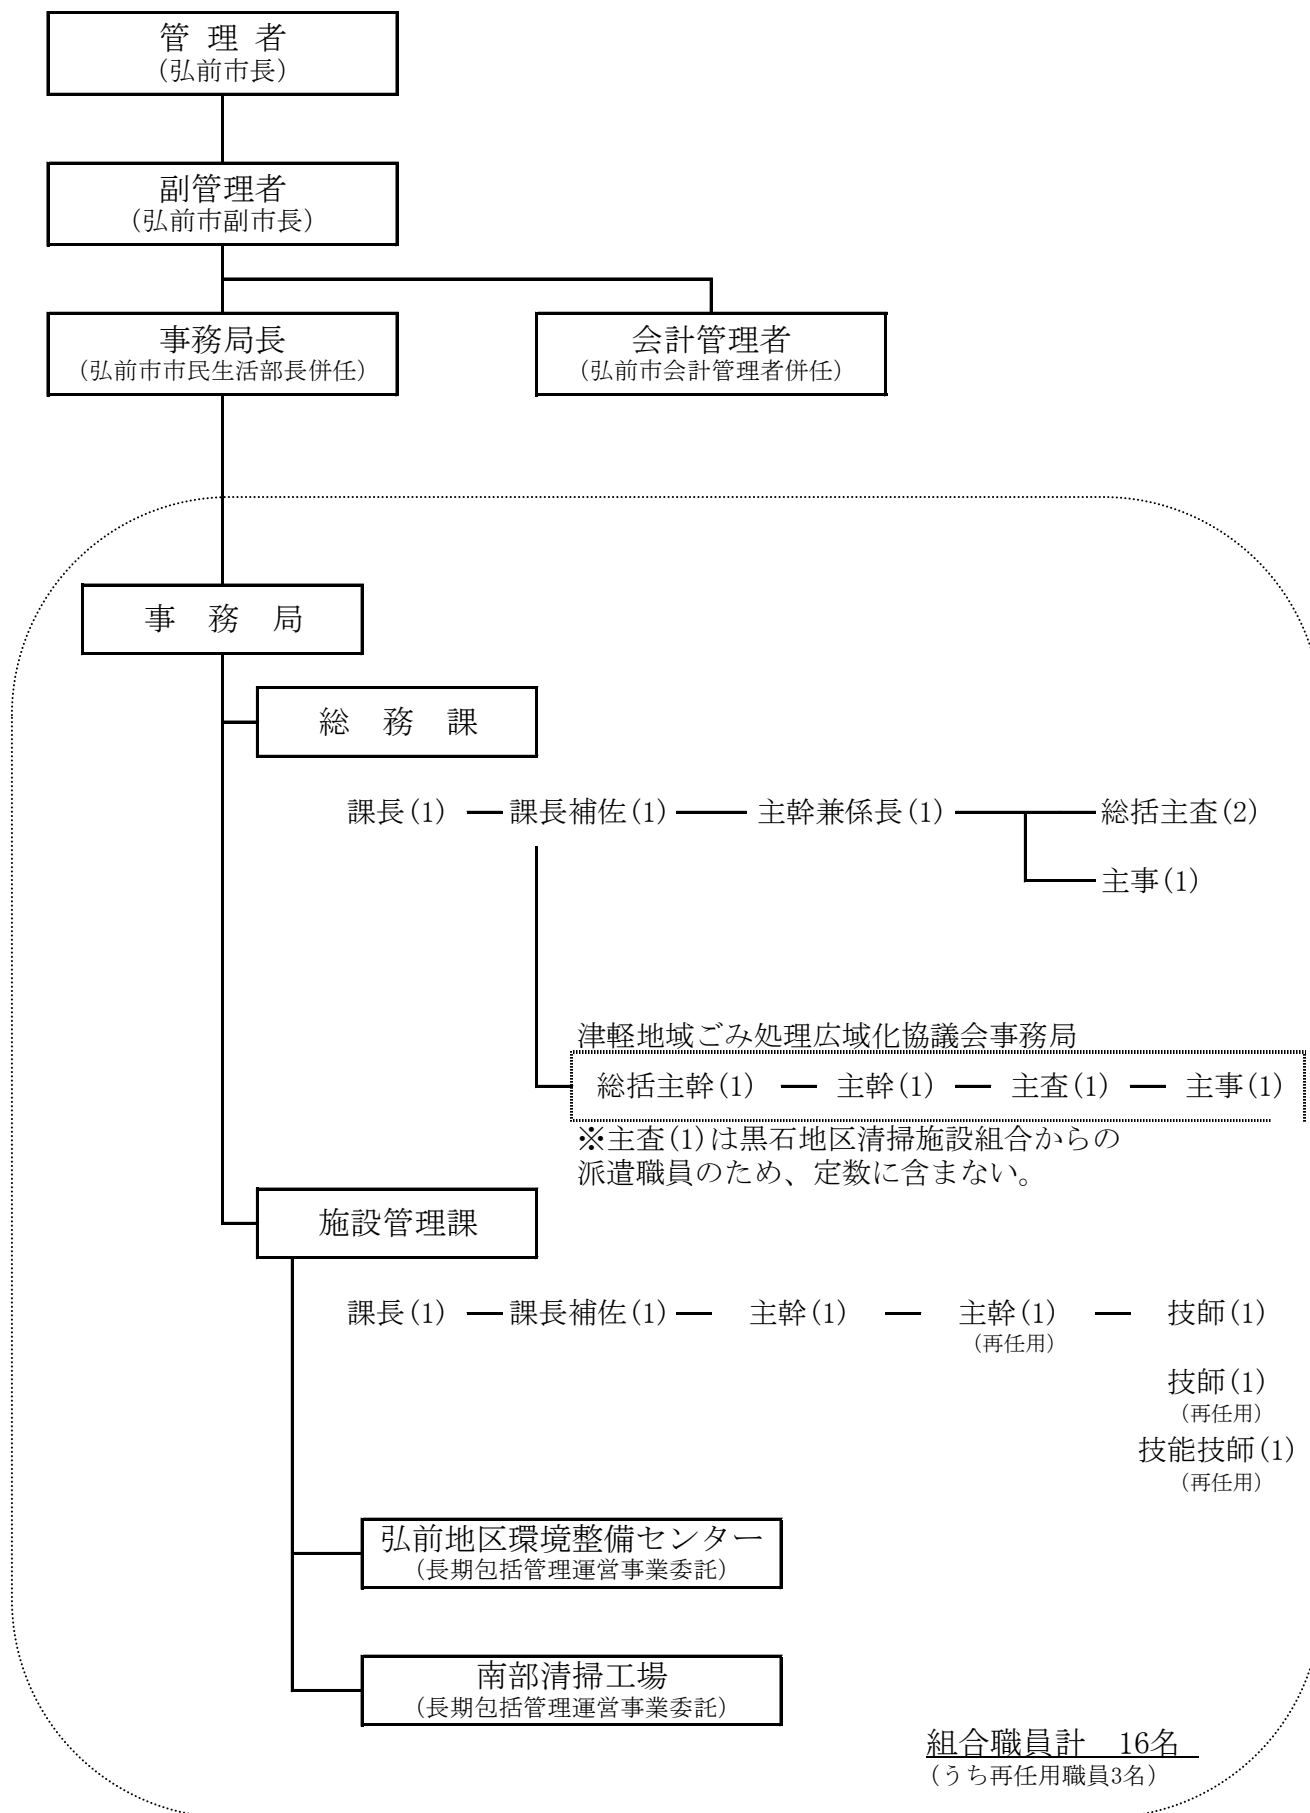 管 理 者
(弘前市長)
副管理者
(弘前市副市長)
事務局長
(弘前市市民生活部長併任)
会計管理者
(弘前市会計管理者併任)
事 務 局
総 務 課
課長(1) 課長補佐(1) 主幹兼係長(1) 総括主査(2)
主事(1)
津軽地域ごみ処理広域化協議会事務局
総括主幹(1) 主幹(1) 主査(1) 主事(1)
※主査(1)は黒石地区清掃施設組合からの
派遣職員のため、定数に含まない。
施設管理課
課長(1) 課長補佐(1) 主幹(1) 主幹(1) 技師(1)
(再任用)
技師(1)
(再任用)
技能技師(1)
(再任用)
弘前地区環境整備センター
(長期包括管理運営事業委託)
南部清掃工場
(長期包括管理運営事業委託)
組合職員計 16名
(うち再任用職員3名)